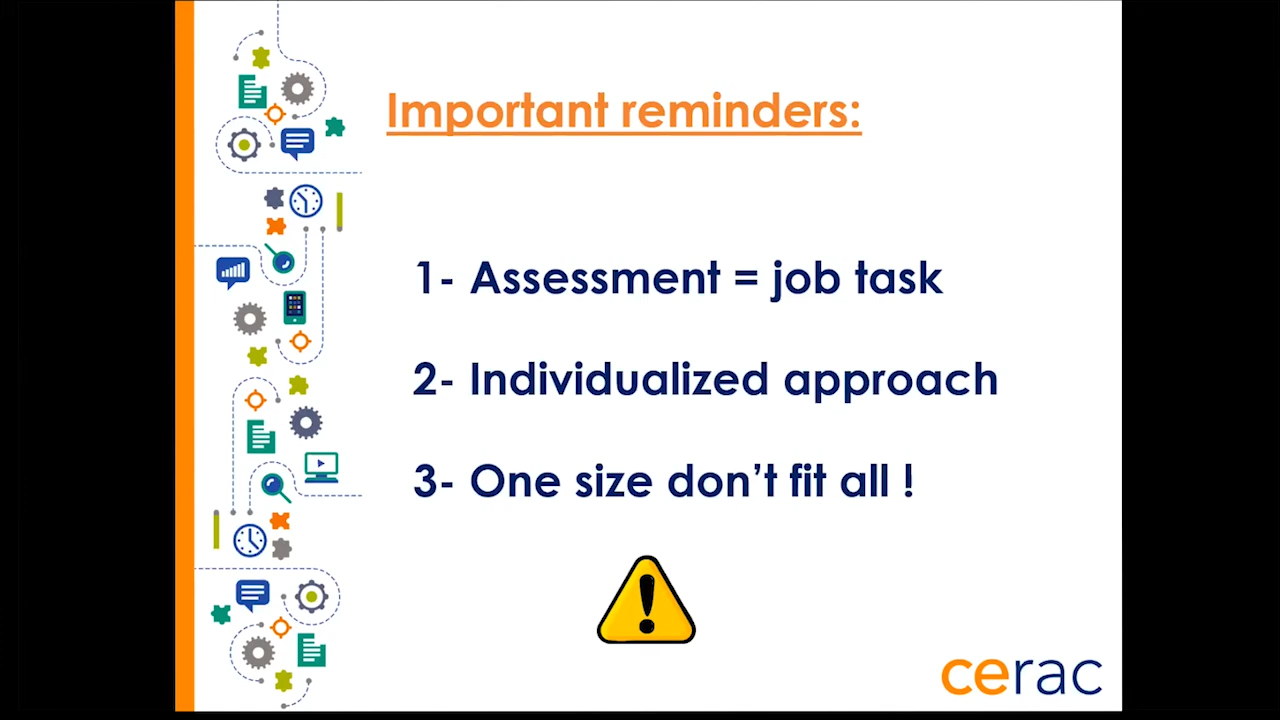 Important reminders:
1- Assessment = job task
2- Individualized approach
3- One size don't fit all !
cerac